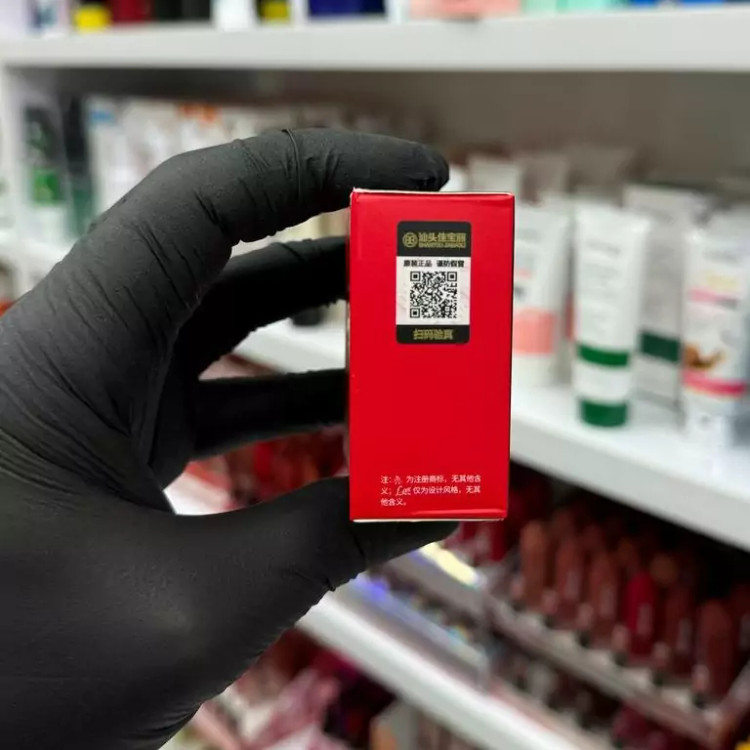 汕头佳宝丽
SHANTOU JIABAOLI
原装正品 谨防假冒
扫码验真
注: 为注册商标，无其他含
义； 仅为设计风格，无其
他含义。